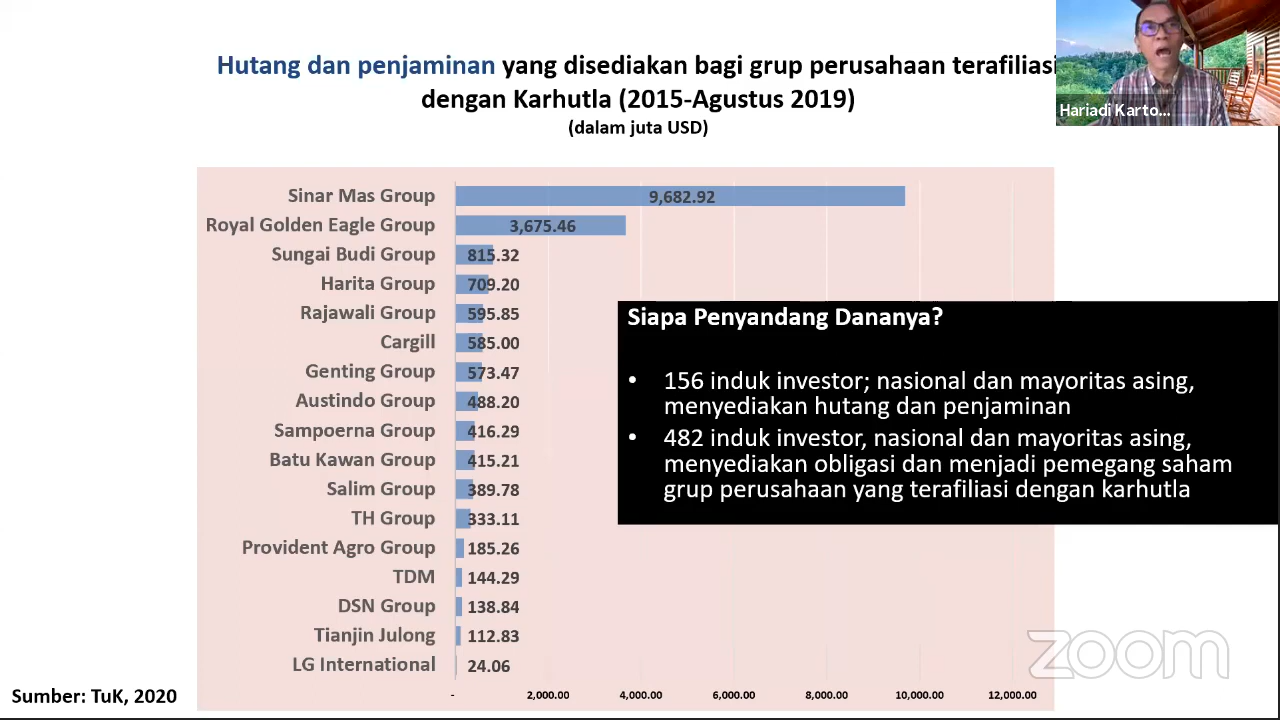 Hutang dan penjaminan yang disediakan bagi grup perusahaan terafiliasi
dengan Karhutla (2015-Agustus 2019)
(dalam juta USD)
Hariadi Karto...
Sinar Mas Group 9,682.92
Royal Golden Eagle Group 3,675.46
Sungai Budi Group 815.32
Harita Group 709.20
Rajawali Group 595.85
Cargill 585.00
Genting Group 573.47
Austindo Group 488.20
Sampoerna Group 416.29
Batu Kawan Group 415.21
Salim Group 389.78
TH Group 333.11
Provident Agro Group 185.26
TDM 144.29
DSN Group 138.84
Tianjin Julong 112.83
LG International 24.06
- 2,000.00 4,000.00 6,000.00 8,000.00 10,000.00 12,000.00
Siapa Penyandang Dananya?
• 156 induk investor; nasional dan mayoritas asing,
menyediakan hutang dan penjaminan
• 482 induk investor, nasional dan mayoritas asing,
menyediakan obligasi dan menjadi pemegang saham
grup perusahaan yang terafiliasi dengan karhutla
Sumber: TuK, 2020
zoom